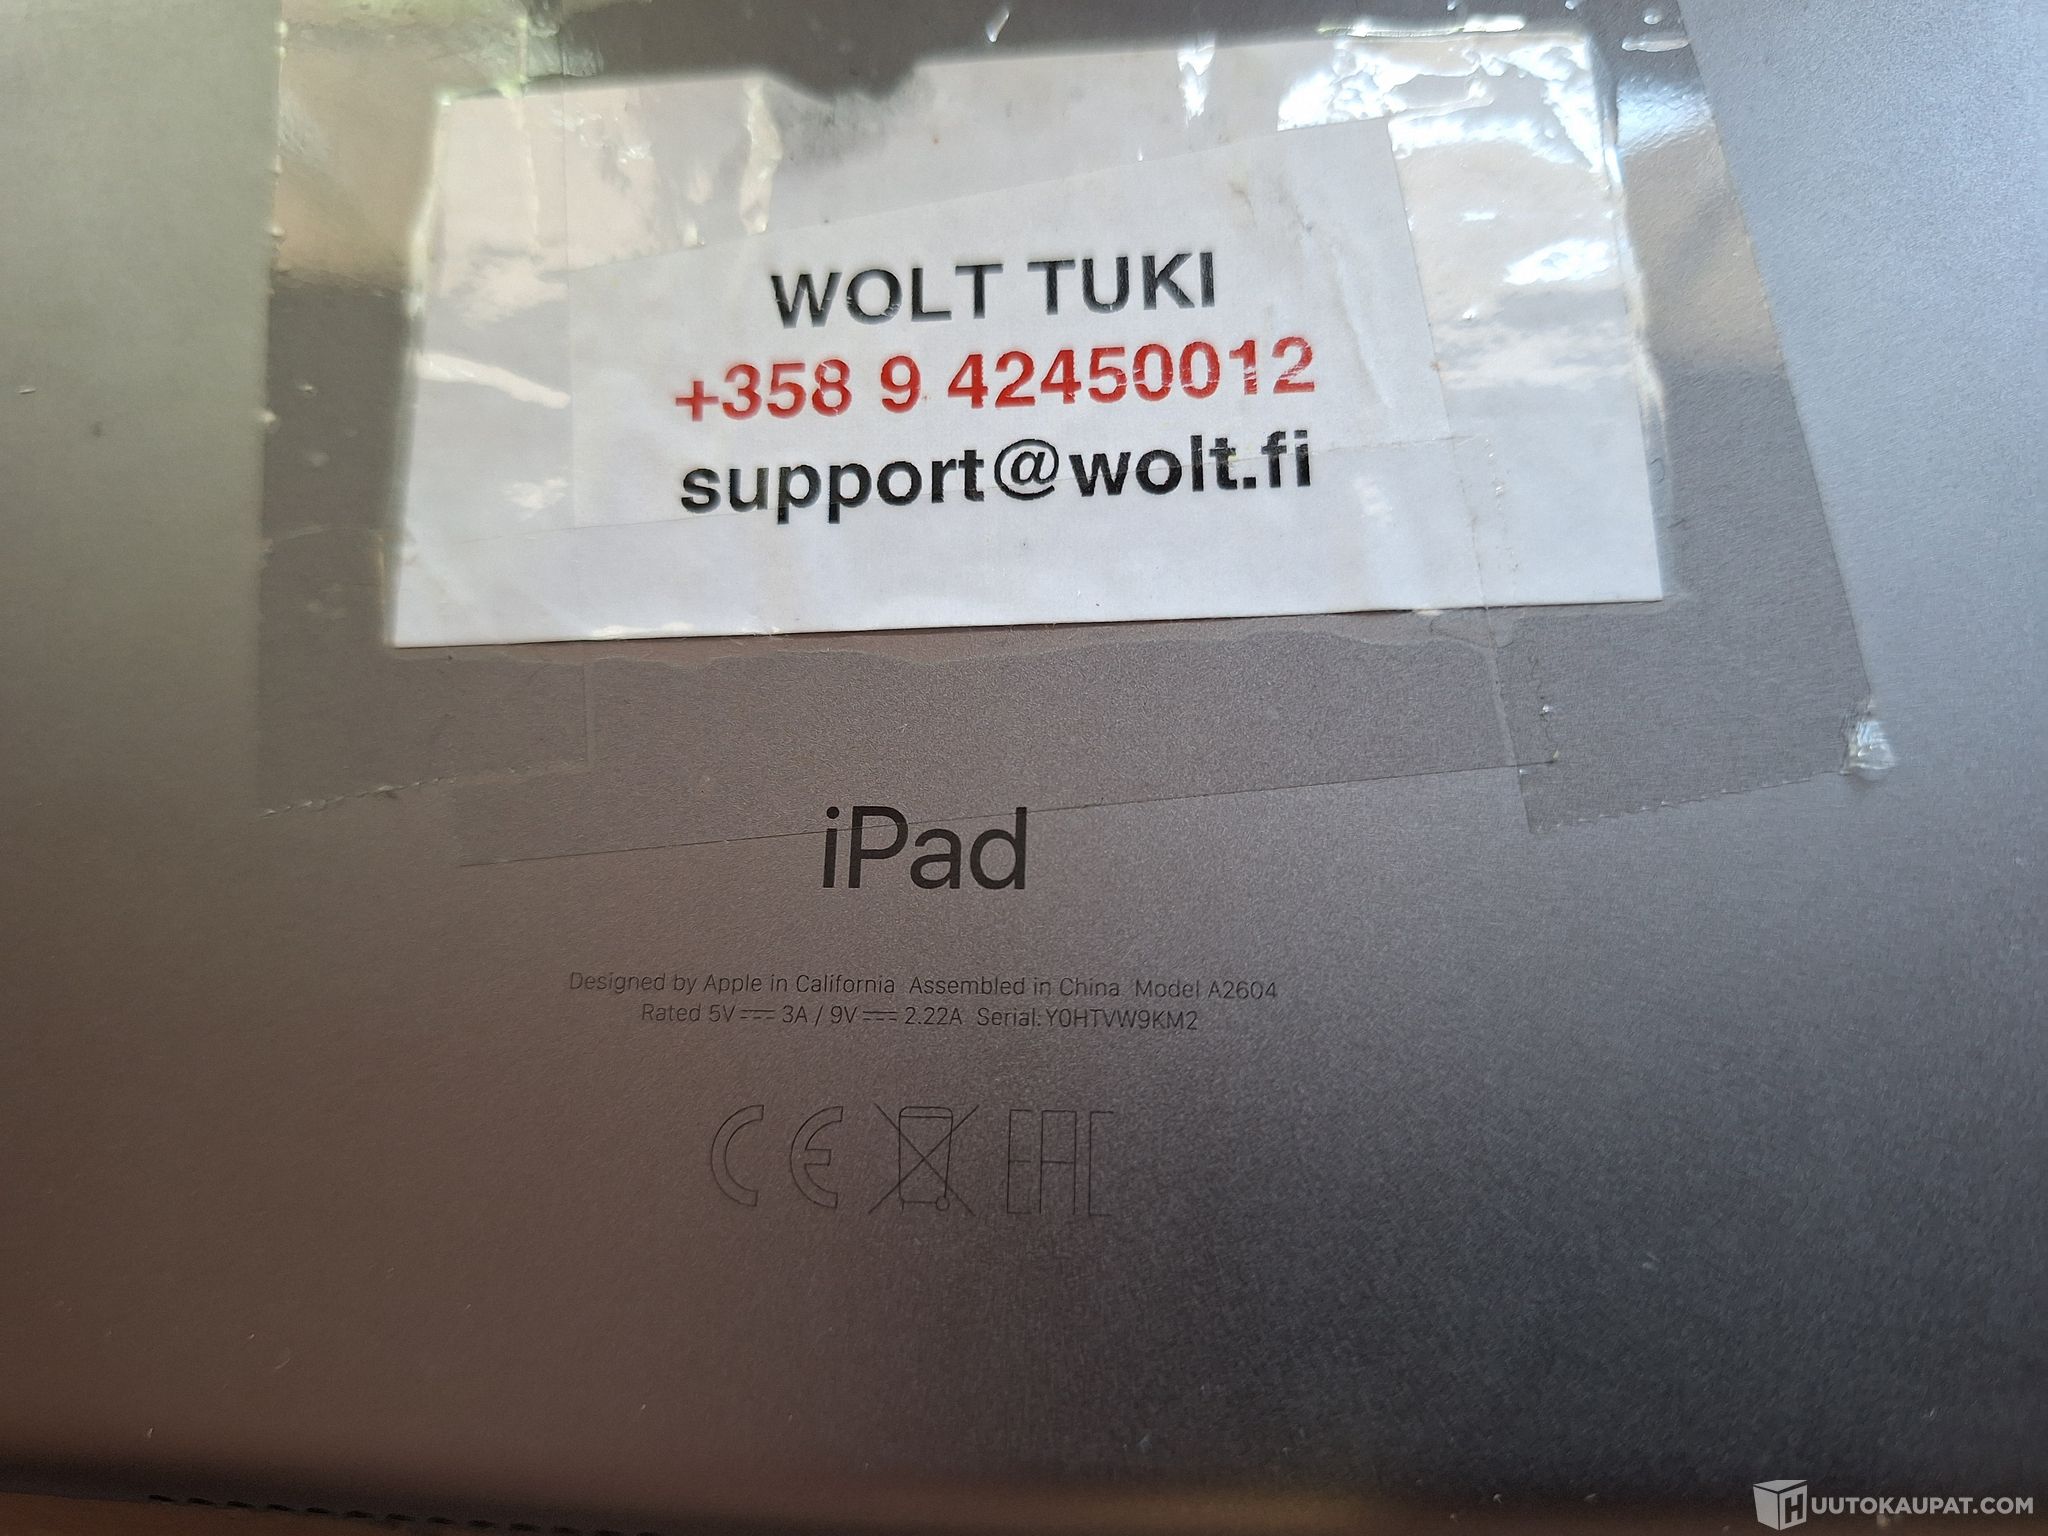 WOLT TUKI
+358 9 42450012
support@wolt.fi
iPad
Designed by Apple in California Assembled in China Model A2604
Rated 5V⎓3A / 9V⎓2.22A Serial:Y0HTVW9KM2
CE EAC
HUUTOKAUPAT.COM